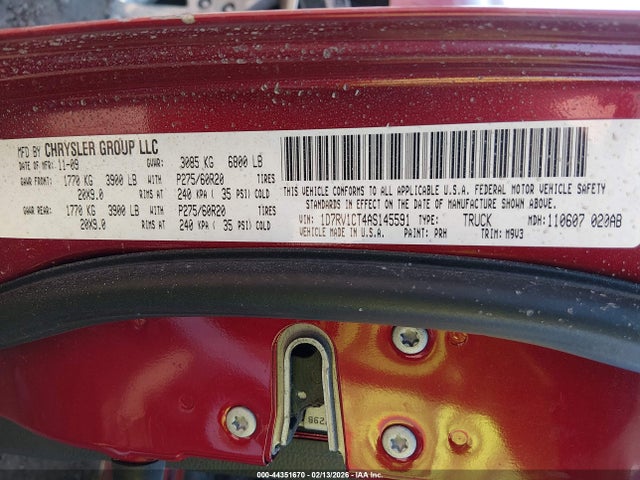 MFD BY CHRYSLER GROUP LLC
DATE OF MFR: 11-09 GVWR: 3085 KG 6800 LB
GAWR FRONT: 1770 KG 3900 LB WITH P275/60R20 TIRES
20X9.0 RIMS AT 240 KPA ( 35 PSI) COLD
GAWR REAR: 1770 KG 3900 LB WITH P275/60R20 TIRES
20X9.0 RIMS AT 240 KPA ( 35 PSI) COLD
THIS VEHICLE CONFORMS TO ALL APPLICABLE U.S.A. FEDERAL MOTOR VEHICLE SAFETY
STANDARDS IN EFFECT ON THE DATE OF MANUFACTURE SHOWN ABOVE.
VIN: 1D7RV1CT4AS145591 TYPE: TRUCK MDH: 110607 020AB
VEHICLE MADE IN U.S.A. PAINT: PRH TRIM: M9V3
000-44351670 - 02/13/2026 - IAA Inc.